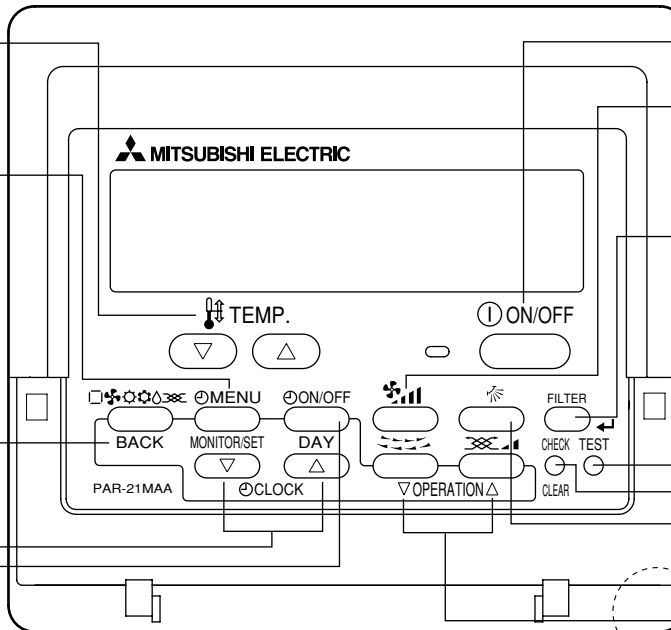 MITSUBISHI ELECTRIC
TEMP.
ON/OFF
MENU
ON/OFF
FILTER
BACK
MONITOR/SET
DAY
CHECK
TEST
PAR-21MAA
CLOCK
▽ OPERATION △
CLEAR